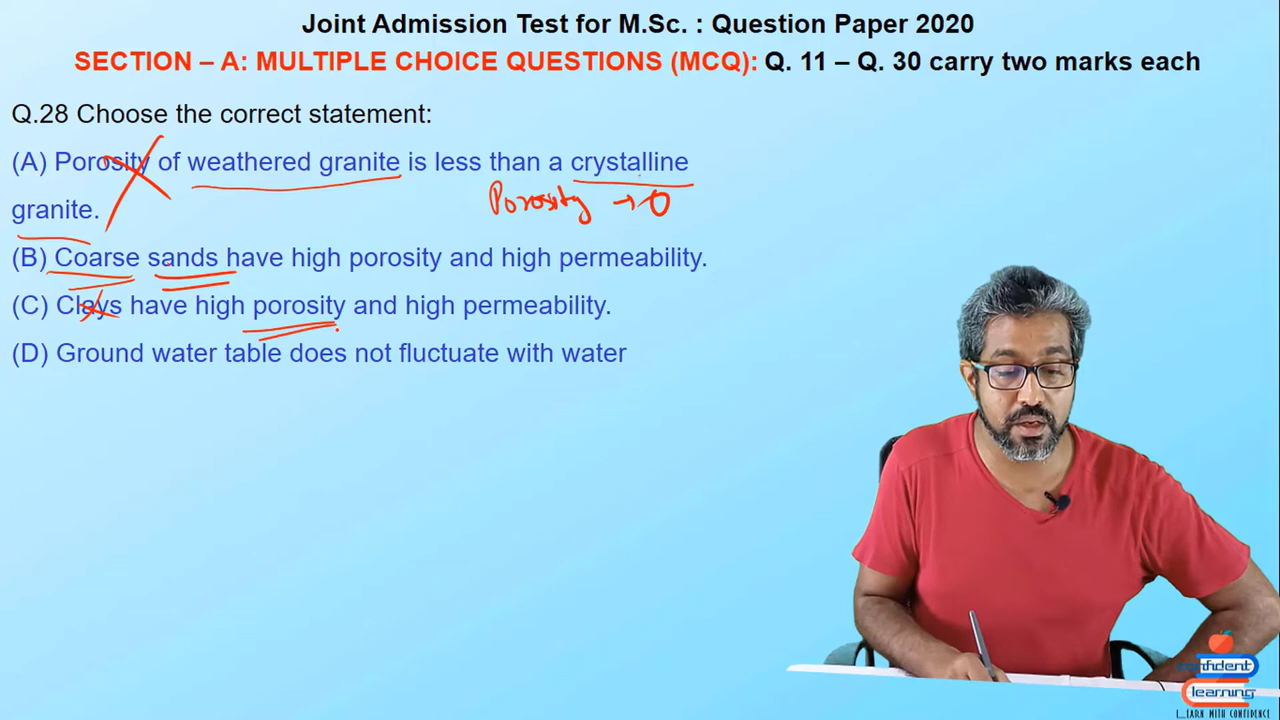 Joint Admission Test for M.Sc. : Question Paper 2020
SECTION – A: MULTIPLE CHOICE QUESTIONS (MCQ): Q. 11 – Q. 30 carry two marks each
Q.28 Choose the correct statement:
(A) Porosity of weathered granite is less than a crystalline
granite.
Porosity → 0
(B) Coarse sands have high porosity and high permeability.
(C) Clays have high porosity and high permeability.
(D) Ground water table does not fluctuate with water
confident
learning
LEARN WITH CONFIDENCE